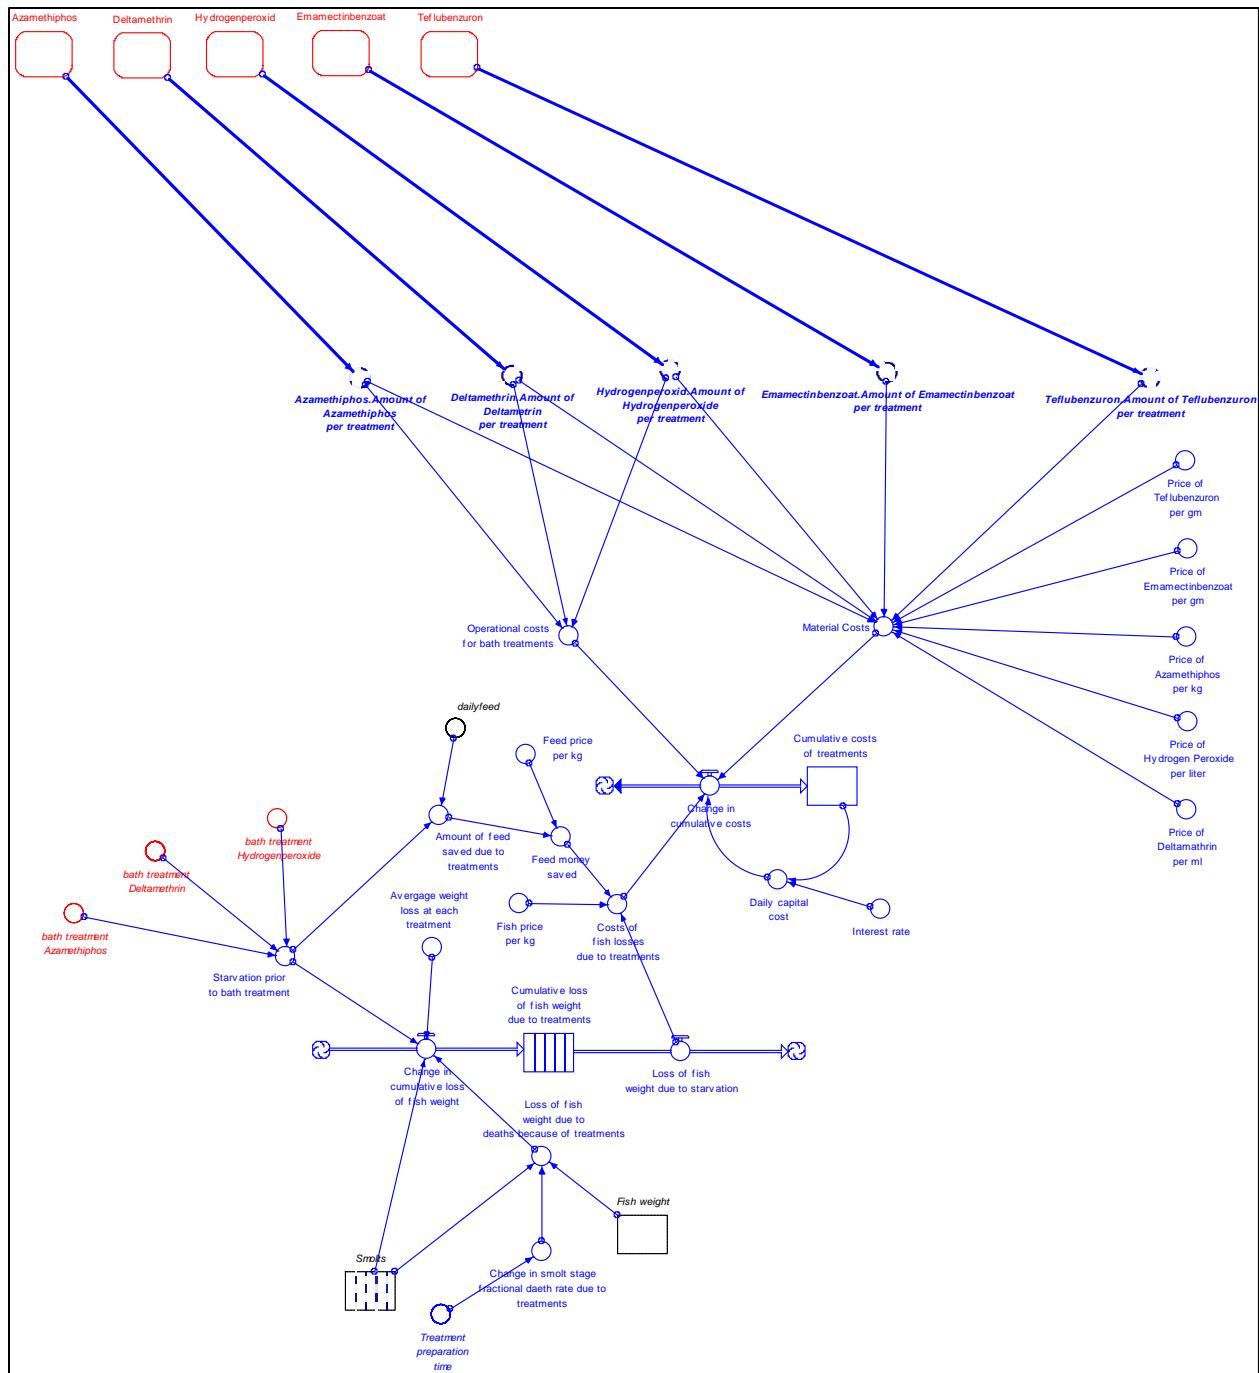 Azamethiphos
Deltamethrin
Hydrogenperoxid
Emamectinbenzoat
Teflubenzuron
Azamethiphos.Amount of
Azamethiphos
per treatment
Deltamethrin.Amount of
Deltametrin
per treatment
Hydrogenperoxid.Amount of
Hydrogenperoxide
per treatment
Emamectinbenzoat.Amount of Emamectinbenzoat
per treatment
Teflubenzuron.Amount of Teflubenzuron
per treatment
Price of
Teflubenzuron
per gm
Price of
Emamectinbenzoat
per gm
Operational costs
for bath treatments
Material Costs
Price of
Azamethiphos
per kg
dailyfeed
Feed price
per kg
Cumulative costs
of treatments
Price of
Hydrogen Peroxide
per liter
Change in
cumulative costs
Price of
Deltamathrin
per ml
bath treatment
Hydrogenperoxide
Amount of feed
saved due to
treatments
Feed money
saved
bath treatment
Deltamethrin
Avergage weight
loss at each
treatment
Daily capital
cost
Interest rate
bath treatment
Azamethiphos
Fish price
per kg
Costs of
fish losses
due to treatments
Starvation prior
to bath treatment
Cumulative loss
of fish weight
due to treatments
Change in
cumulative loss
of fish weight
Loss of fish
weight due to starvation
Loss of fish
weight due to
deaths because of treatments
Fish weight
Smolts
Change in smolt stage
fractional daeth rate due to
treatments
Treatment
preparation
time